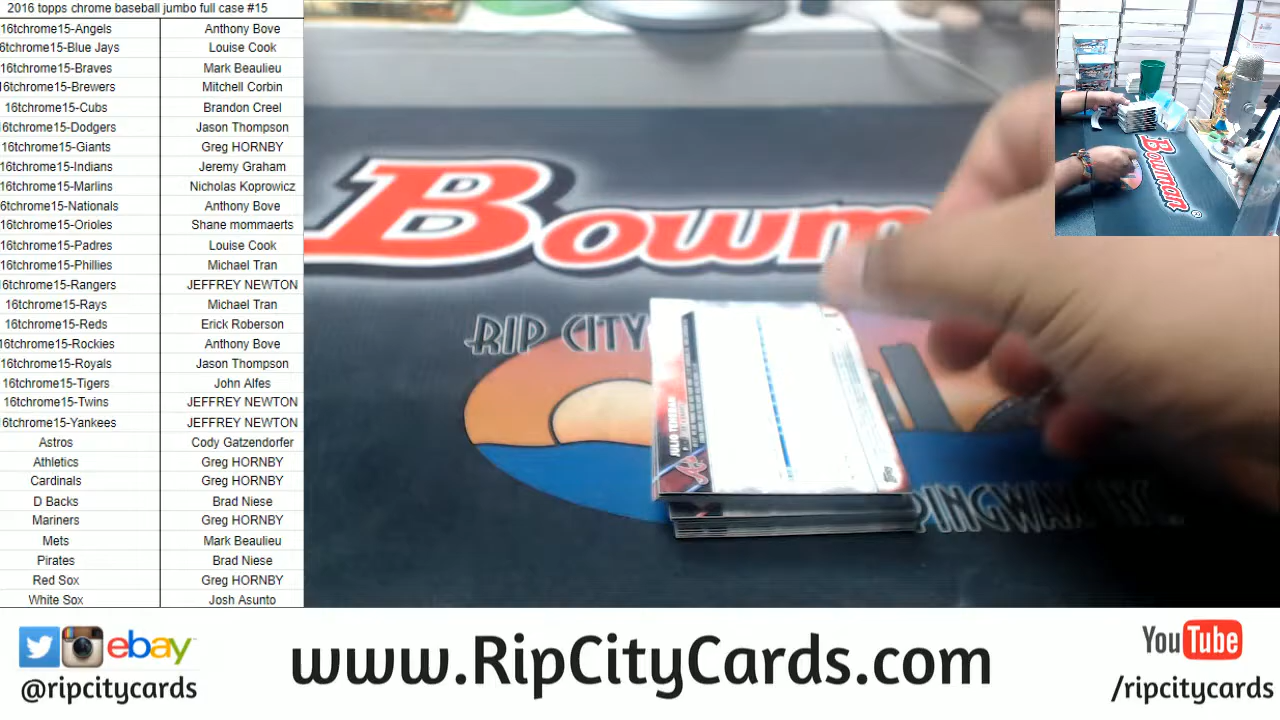 2016 topps chrome baseball jumbo full case #15
16tchrome15-Angels Anthony Bove
6tchrome15-Blue Jays Louise Cook
16tchrome15-Braves Mark Beaulieu
16tchrome15-Brewers Mitchell Corbin
16tchrome15-Cubs Brandon Creel
6tchrome15-Dodgers Jason Thompson
16tchrome15-Giants Greg HORNBY
16tchrome15-Indians Jeremy Graham
16tchrome15-Marlins Nicholas Koprowicz
6tchrome15-Nationals Anthony Bove
6tchrome15-Orioles Shane mommaerts
16tchrome15-Padres Louise Cook
16tchrome15-Phillies Michael Tran
16tchrome15-Rangers JEFFREY NEWTON
16tchrome15-Rays Michael Tran
16tchrome15-Reds Erick Roberson
6tchrome15-Rockies Anthony Bove
16tchrome15-Royals Jason Thompson
16tchrome15-Tigers John Alfes
16tchrome15-Twins JEFFREY NEWTON
6tchrome15-Yankees JEFFREY NEWTON
Astros Cody Gatzendorfer
Athletics Greg HORNBY
Cardinals Greg HORNBY
D Backs Brad Niese
Mariners Greg HORNBY
Mets Mark Beaulieu
Pirates Brad Niese
Red Sox Greg HORNBY
White Sox Josh Asunto
Bowm
RIP CITY
JULIO TEHERAN
Bowman
ebay
@ripcitycards
www.RipCityCards.com
YouTube
/ripcitycards